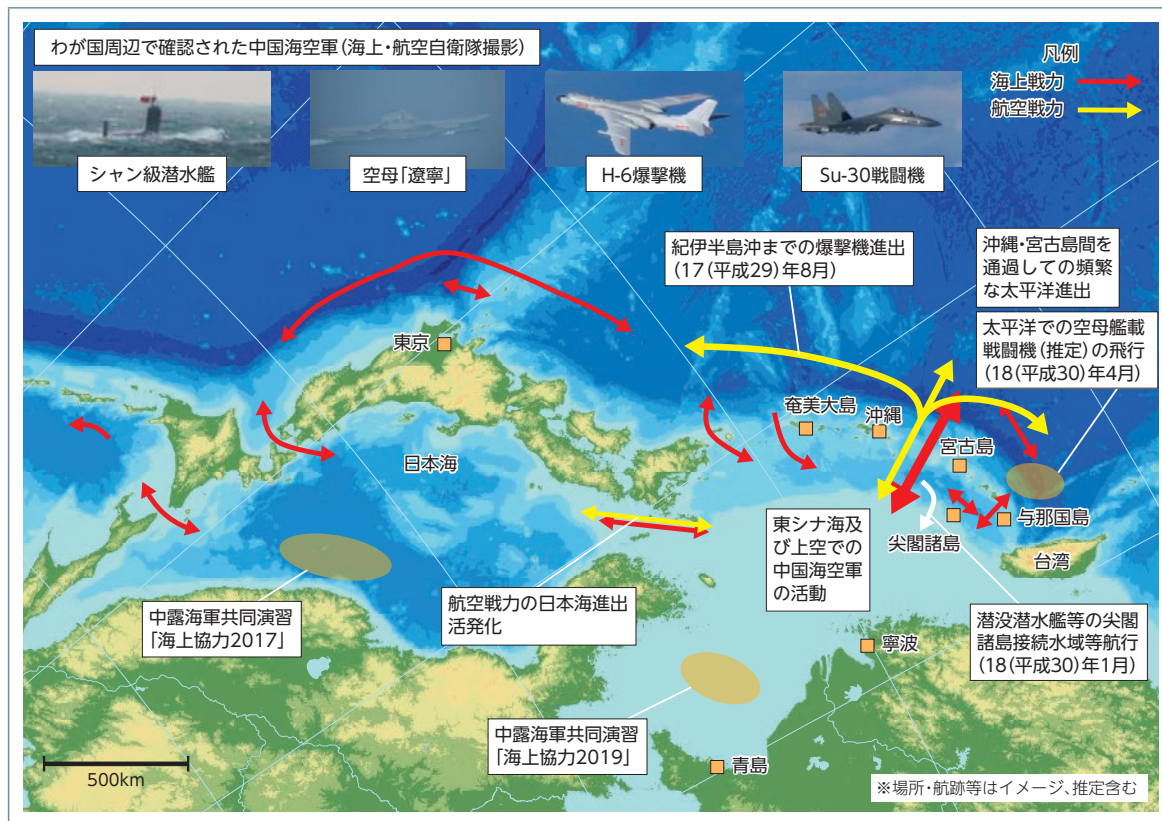 わが国周辺で確認された中国海空軍(海上・航空自衛隊撮影)
シャン級潜水艦
空母「遼寧」
H-6爆撃機
Su-30戦闘機
凡例
海上戦力
航空戦力
紀伊半島沖までの爆撃機進出
(17(平成29)年8月)
沖縄・宮古島間を
通過しての頻繁
な太平洋進出
太平洋での空母艦載
戦闘機(推定)の飛行
(18(平成30)年4月)
東京
奄美大島
沖縄
宮古島
日本海
与那国島
尖閣諸島
台湾
東シナ海及
び上空での
中国海空軍
の活動
航空戦力の日本海進出
活発化
中露海軍共同演習
「海上協力2017」
潜没潜水艦等の尖閣
諸島接続水域等航行
(18(平成30)年1月)
寧波
中露海軍共同演習
「海上協力2019」
青島
500km
※場所・航跡等はイメージ、推定含む